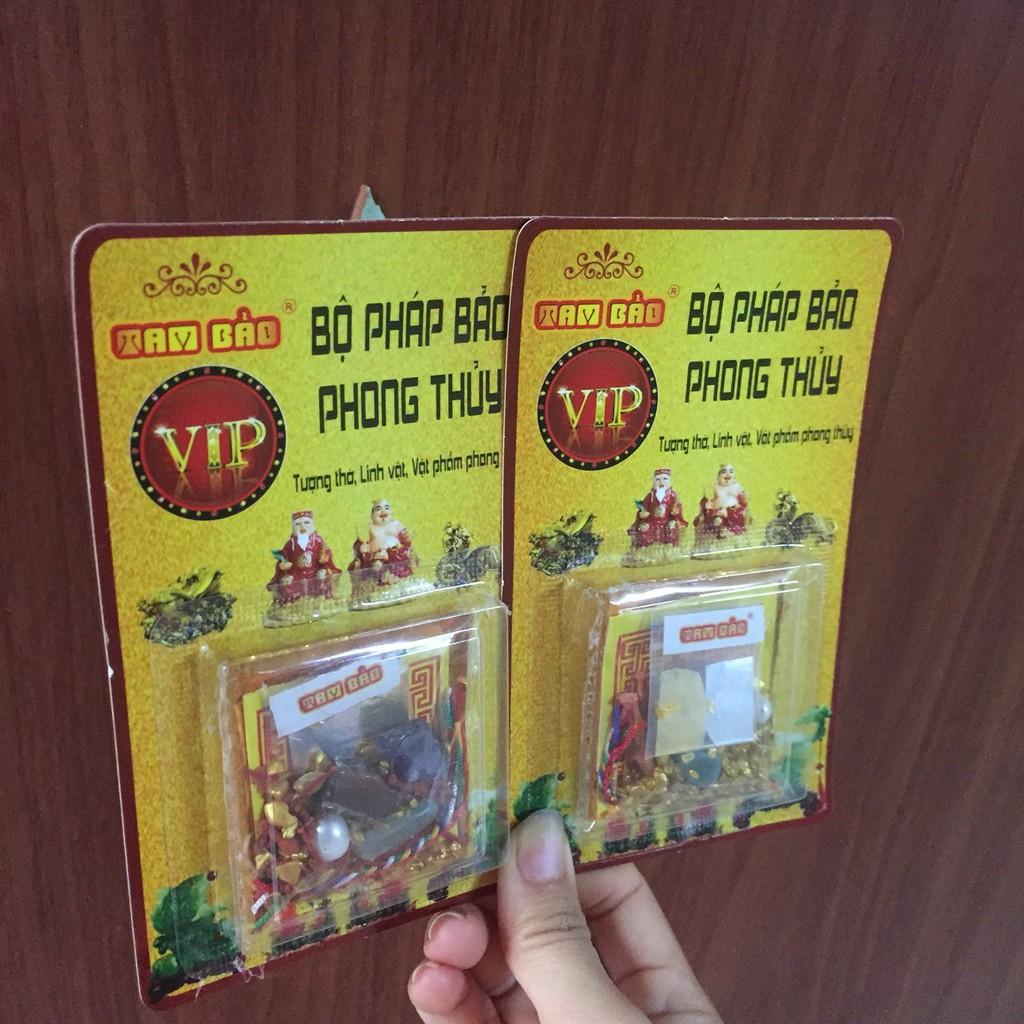 TAM BẢO ®
BỘ PHÁP BẢO
PHONG THỦY
VIP
Tượng thờ, Linh vật, Vật phẩm phong
TAM BẢO
TAM BẢO ®
BỘ PHÁP BẢO
PHONG THỦY
VIP
Tượng thờ, Linh vật, Vật phẩm phong thủy
TAM BẢO